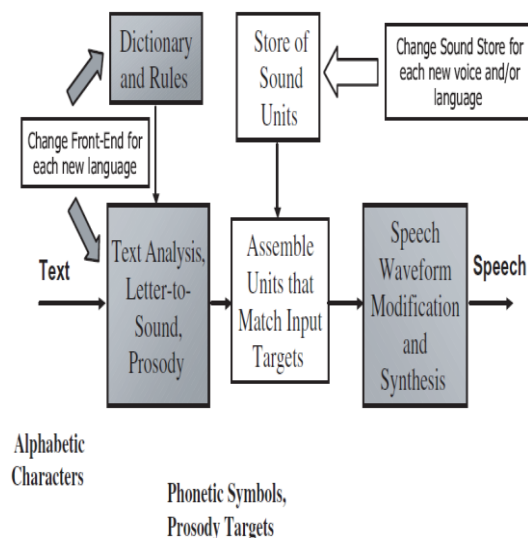 Dictionary
and Rules
Store of
Sound
Units
Change Sound Store for
each new voice and/or
language
Change Front-End for
each new language
Text
Text Analysis,
Letter-to-
Sound,
Prosody
Assemble
Units that
Match Input
Targets
Speech
Waveform
Modification
and
Synthesis
Speech
Alphabetic
Characters
Phonetic Symbols,
Prosody Targets